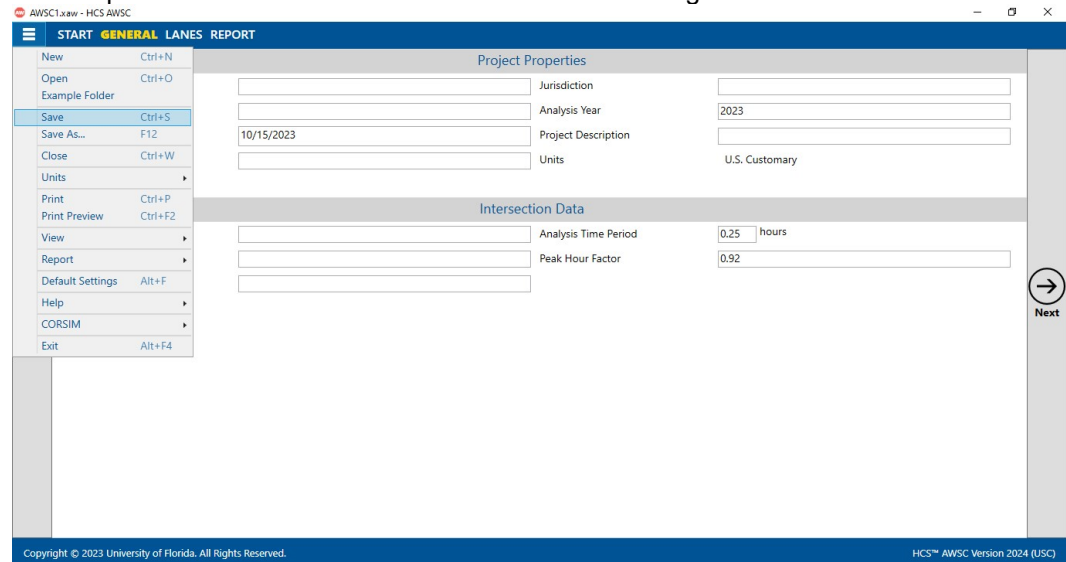 AWSC1.xaw - HCS AWSC
START GENERAL LANES REPORT
New Ctrl+N
Project Properties
Open Ctrl+O
Jurisdiction
Example Folder
Save Ctrl+S
Analysis Year 2023
Save As... F12
10/15/2023 Project Description
Close Ctrl+W
Units U.S. Customary
Units
Print Ctrl+P
Print Preview Ctrl+F2
Intersection Data
View
Analysis Time Period 0.25 hours
Report
Peak Hour Factor 0.92
Default Settings Alt+F
Help
Next
CORSIM
Exit Alt+F4
Copyright © 2023 University of Florida. All Rights Reserved. HCS™ AWSC Version 2024 (USC)